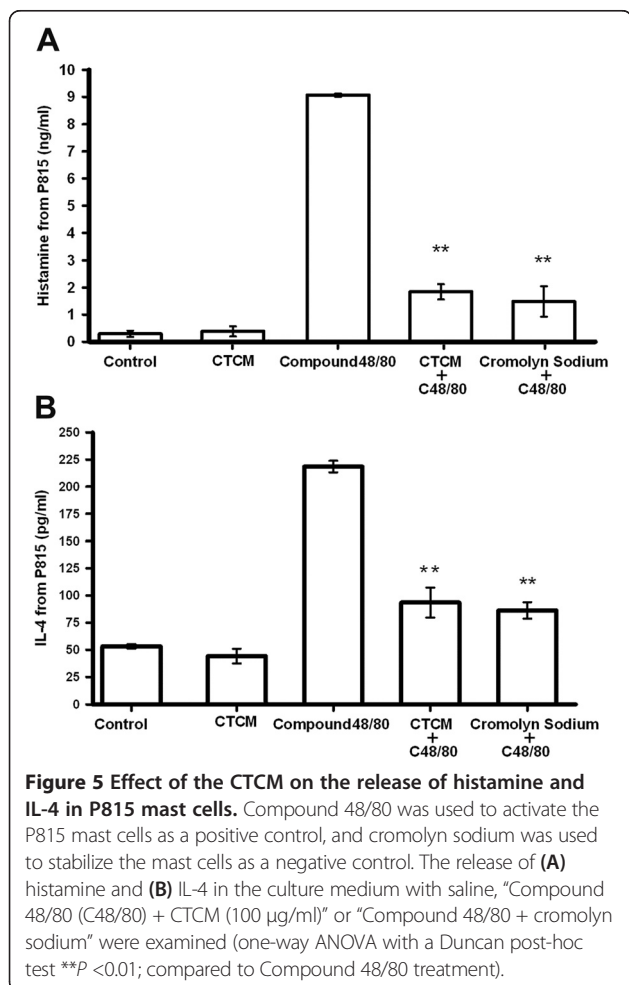 A
Histamine from P815 (ng/ml)
10
9
8
7
6
5
4
3
2
1
0
**
**
Control
CTCM
Compound48/80
CTCM
+
C48/80
Cromolyn Sodium
+
C48/80
B
IL-4 from P815 (pg/ml)
250
225
200
175
150
125
100
75
50
25
0
**
**
Control
CTCM
Compound48/80
CTCM
+
C48/80
Cromolyn Sodium
+
C48/80
Figure 5 Effect of the CTCM on the release of histamine and
IL-4 in P815 mast cells. Compound 48/80 was used to activate the
P815 mast cells as a positive control, and cromolyn sodium was used
to stabilize the mast cells as a negative control. The release of (A)
histamine and (B) IL-4 in the culture medium with saline, “Compound
48/80 (C48/80) + CTCM (100 μg/ml)” or “Compound 48/80 + cromolyn
sodium” were examined (one-way ANOVA with a Duncan post-hoc
test **P <0.01; compared to Compound 48/80 treatment).